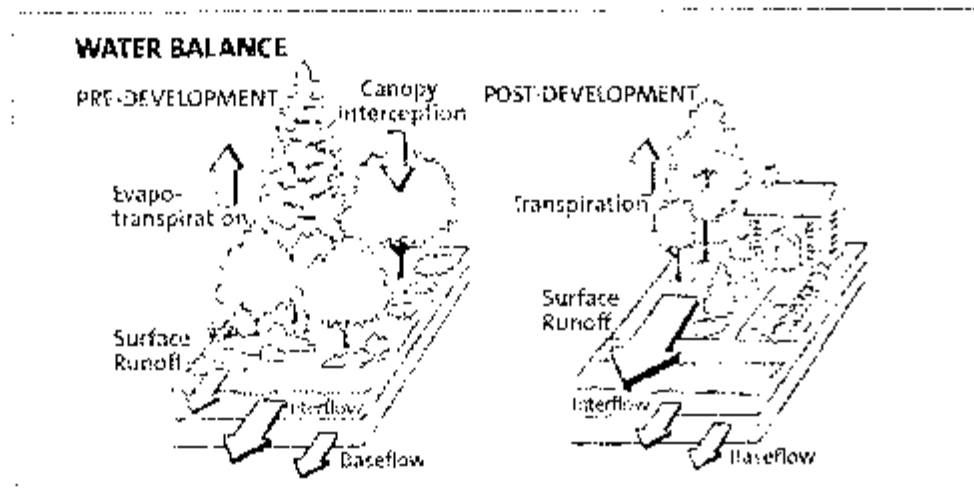 WATER BALANCE
PRE-DEVELOPMENT
Canopy
interception
Evapo-
transpiration
Surface
Runoff
Interflow
Baseflow
POST-DEVELOPMENT
Transpiration
Surface
Runoff
Interflow
Baseflow